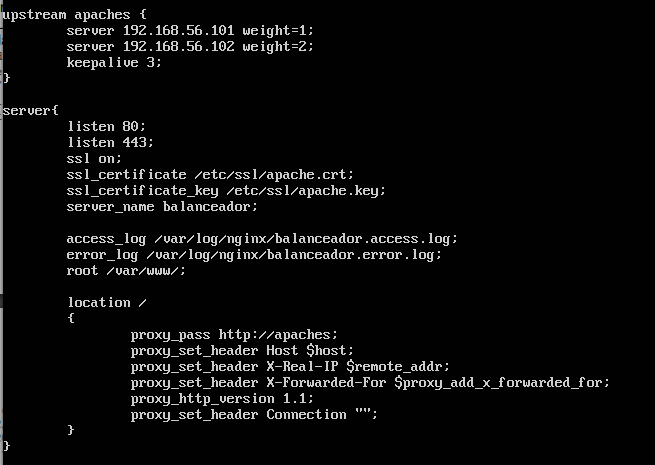 upstream apaches {
server 192.168.56.101 weight=1;
server 192.168.56.102 weight=2;
keepalive 3;
}
server{
listen 80;
listen 443;
ssl on;
ssl_certificate /etc/ssl/apache.crt;
ssl_certificate_key /etc/ssl/apache.key;
server_name balanceador;
access_log /var/log/nginx/balanceador.access.log;
error_log /var/log/nginx/balanceador.error.log;
root /var/www/;
location /
{
proxy_pass http://apaches;
proxy_set_header Host $host;
proxy_set_header X-Real-IP $remote_addr;
proxy_set_header X-Forwarded-For $proxy_add_x_forwarded_for;
proxy_http_version 1.1;
proxy_set_header Connection "";
}
}